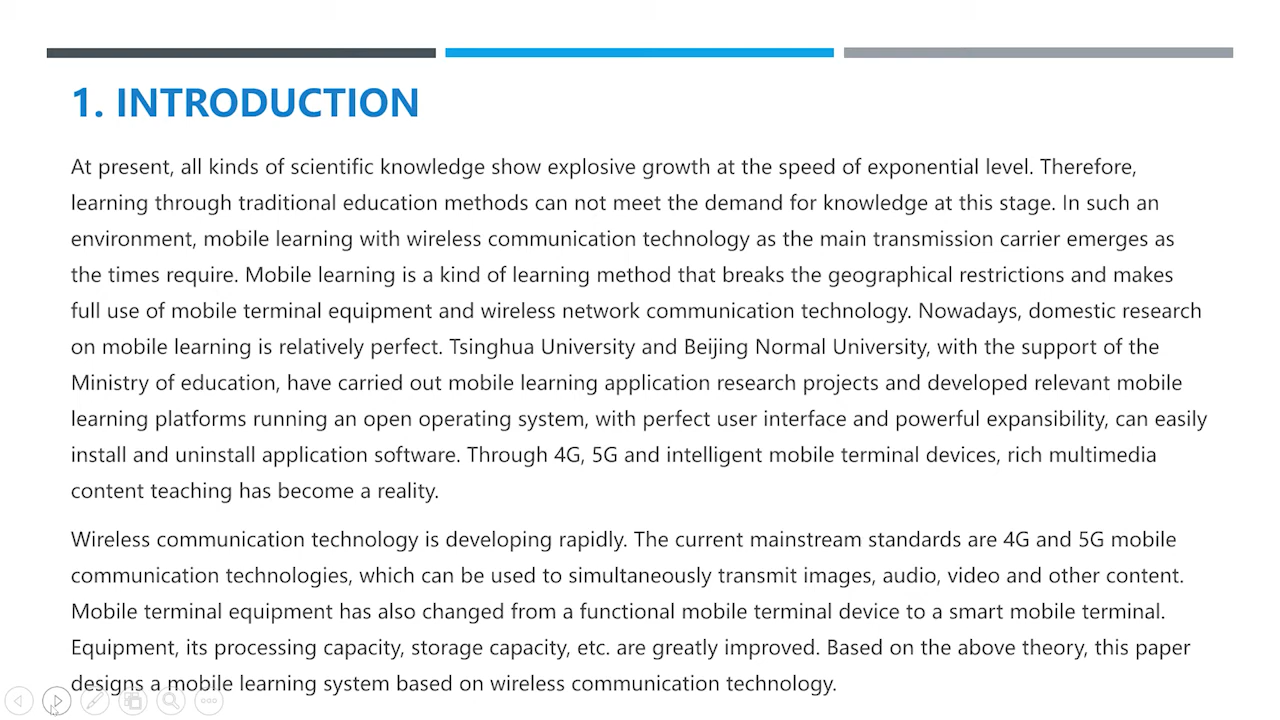 1. INTRODUCTION
At present, all kinds of scientific knowledge show explosive growth at the speed of exponential level. Therefore,
learning through traditional education methods can not meet the demand for knowledge at this stage. In such an
environment, mobile learning with wireless communication technology as the main transmission carrier emerges as
the times require. Mobile learning is a kind of learning method that breaks the geographical restrictions and makes
full use of mobile terminal equipment and wireless network communication technology. Nowadays, domestic research
on mobile learning is relatively perfect. Tsinghua University and Beijing Normal University, with the support of the
Ministry of education, have carried out mobile learning application research projects and developed relevant mobile
learning platforms running an open operating system, with perfect user interface and powerful expansibility, can easily
install and uninstall application software. Through 4G, 5G and intelligent mobile terminal devices, rich multimedia
content teaching has become a reality.
Wireless communication technology is developing rapidly. The current mainstream standards are 4G and 5G mobile
communication technologies, which can be used to simultaneously transmit images, audio, video and other content.
Mobile terminal equipment has also changed from a functional mobile terminal device to a smart mobile terminal.
Equipment, its processing capacity, storage capacity, etc. are greatly improved. Based on the above theory, this paper
designs a mobile learning system based on wireless communication technology.